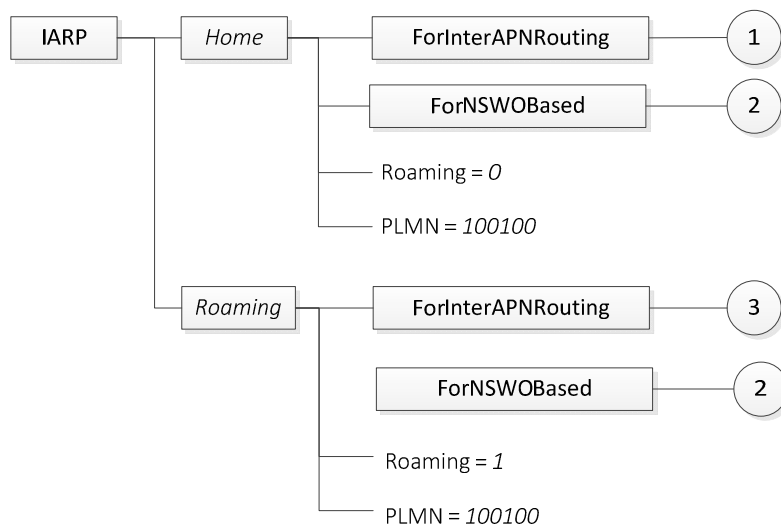 IARP Home ForInterAPNRouting 1
ForNSWOBased 2
Roaming = 0
PLMN = 100100
Roaming ForInterAPNRouting 3
ForNSWOBased 2
Roaming = 1
PLMN = 100100